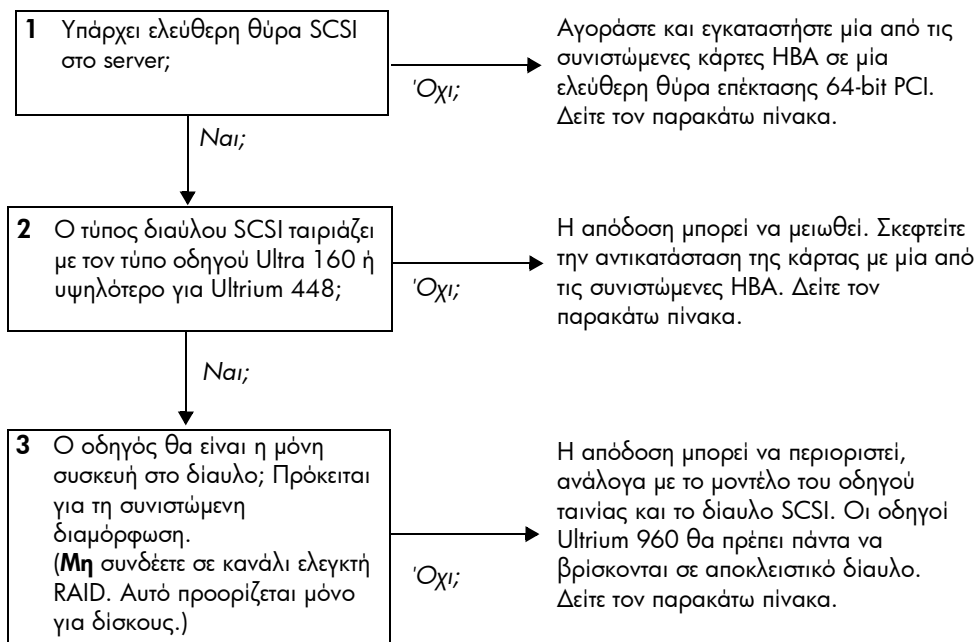 1 Υπάρχει ελεύθερη θύρα SCSI
στο server;
Όχι;
Αγοράστε και εγκαταστήστε μία από τις
συνιστώμενες κάρτες HBA σε μία
ελεύθερη θύρα επέκτασης 64-bit PCI.
Δείτε τον παρακάτω πίνακα.
Ναι;
2 Ο τύπος διαύλου SCSI ταιριάζει
με τον τύπο οδηγού Ultra 160 ή
υψηλότερο για Ultrium 448;
Όχι;
Η απόδοση μπορεί να μειωθεί. Σκεφτείτε
την αντικατάσταση της κάρτας με μία από
τις συνιστώμενες HBA. Δείτε τον
παρακάτω πίνακα.
Ναι;
3 Ο οδηγός θα είναι η μόνη
συσκευή στο δίαυλο; Πρόκειται
για τη συνιστώμενη
διαμόρφωση.
(Μη συνδέετε σε κανάλι ελεγκτή
RAID. Αυτό προορίζεται μόνο
για δίσκους.)
Όχι;
Η απόδοση μπορεί να περιοριστεί,
ανάλογα με το μοντέλο του οδηγού
ταινίας και το δίαυλο SCSI. Οι οδηγοί
Ultrium 960 θα πρέπει πάντα να
βρίσκονται σε αποκλειστικό δίαυλο.
Δείτε τον παρακάτω πίνακα.